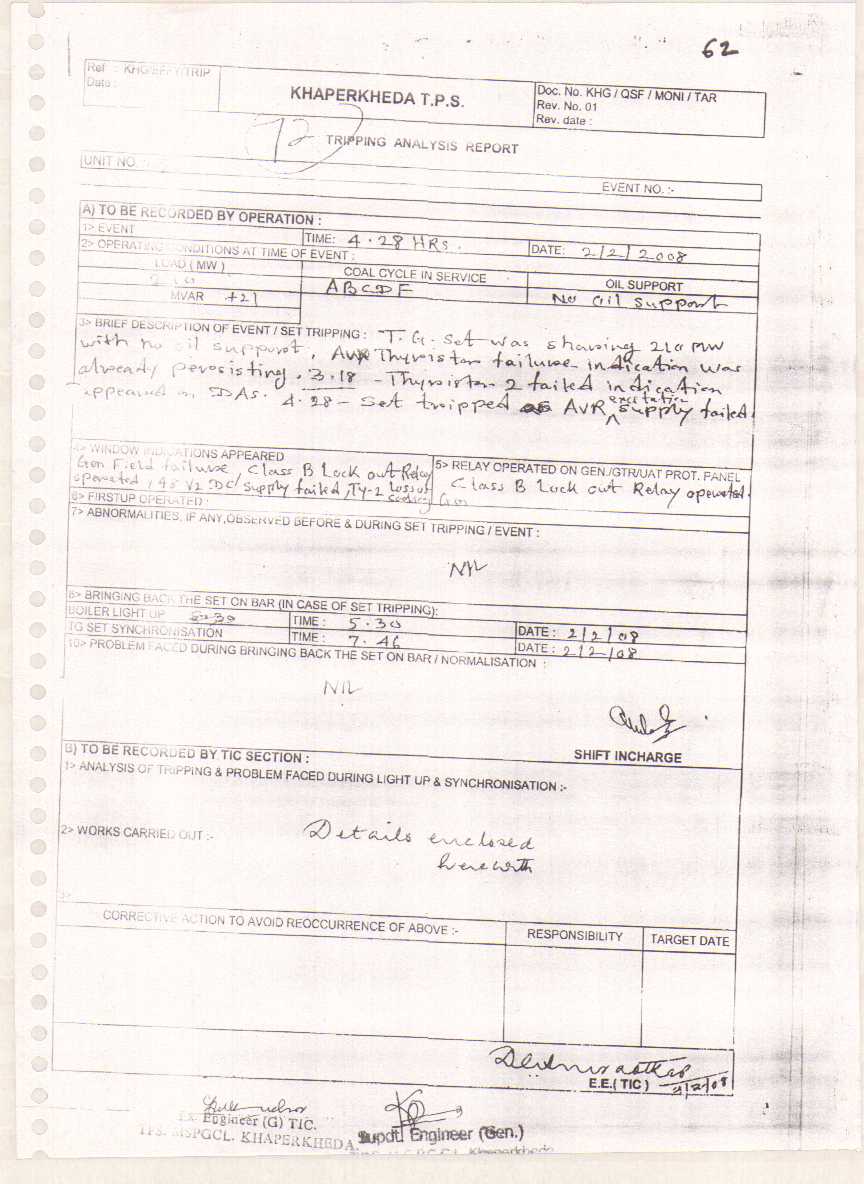 62
Ref : KHG/EFFY/TRIP
Date :
KHAPERKHEDA T.P.S.
Doc. No. KHG / QSF / MONI / TAR
Rev. No. 01
Rev. date :
72
TRIPPING ANALYSIS REPORT
UNIT NO.
EVENT NO. :-
A) TO BE RECORDED BY OPERATION :
1> EVENT TIME: 4.28 HRS. DATE: 2/2/2008
2> OPERATING CONDITIONS AT TIME OF EVENT :
LOAD ( MW ) COAL CYCLE IN SERVICE OIL SUPPORT
210 ABCDF No oil support
MVAR +21
3> BRIEF DESCRIPTION OF EVENT / SET TRIPPING : T.G. set was sharing 210 MW
with no oil support, AVR Thyristor failure indication was
already persisting. 3.18 - Thyristor 2 failed indication
appeared on DAS. 4.28 - Set tripped as AVR excitation supply failed.
4> WINDOW INDICATIONS APPEARED
Gen Field failure, Class B Lock out Relay
operated, 48 V2 DC supply failed, Ty-2 Loss of cooling
5> RELAY OPERATED ON GEN./GTR/UAT PROT. PANEL
Class B Lock out Relay operated.
6> FIRSTUP OPERATED :
7> ABNORMALITIES, IF ANY,OBSERVED BEFORE & DURING SET TRIPPING / EVENT :
NIL
8> BRINGING BACK THE SET ON BAR (IN CASE OF SET TRIPPING):
BOILER LIGHT UP 5.30 TIME : 5.30 DATE : 2/2/08
TG SET SYNCHRONISATION TIME : 7.46 DATE : 2/2/08
10> PROBLEM FACED DURING BRINGING BACK THE SET ON BAR / NORMALISATION :
NIL
SHIFT INCHARGE
B) TO BE RECORDED BY TIC SECTION :
1> ANALYSIS OF TRIPPING & PROBLEM FACED DURING LIGHT UP & SYNCHRONISATION :-
2> WORKS CARRIED OUT :- Details enclosed
herewith
3>
CORRECTIVE ACTION TO AVOID REOCCURRENCE OF ABOVE :- RESPONSIBILITY TARGET DATE
E.E.( TIC ) 2/2/08
Ex Engineer (G) TIC.
TPS. MSPGCL. KHAPERKHEDA
Supdt. Engineer (Gen.)